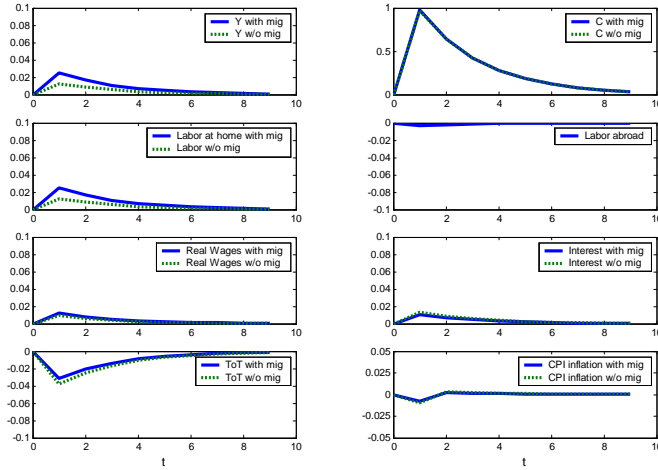 0.1
0.08
0.06
0.04
0.02
0
0 2 4 6 8 10
Y with mig
Y w/o mig
1
0.5
0
0 2 4 6 8 10
C with mig
C w/o mig
0.1
0.08
0.06
0.04
0.02
0
0 2 4 6 8 10
Labor at home with mig
Labor w/o mig
0
-0.02
-0.04
-0.06
-0.08
-0.1
0 2 4 6 8 10
Labor abroad
0.1
0.08
0.06
0.04
0.02
0
0 2 4 6 8 10
Real Wages with mig
Real Wages w/o mig
0.1
0.08
0.06
0.04
0.02
0
0 2 4 6 8 10
Interest with mig
Interest w/o mig
0
-0.02
-0.04
-0.06
-0.08
-0.1
0 2 4 6 8 10
ToT with mig
ToT w/o mig
t
0.05
0.025
0
-0.025
-0.05
0 2 4 6 8 10
CPI inflation with mig
CPI inflation w/o mig
t